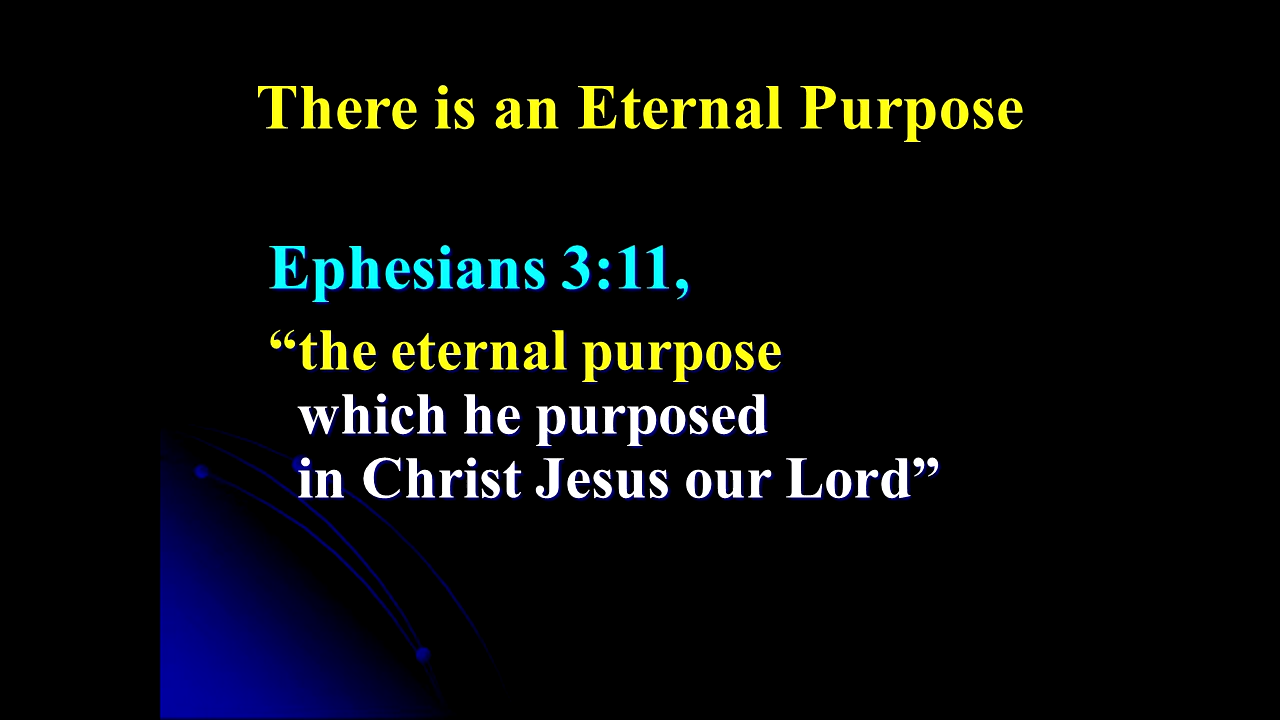 There is an Eternal Purpose
Ephesians 3:11,
“the eternal purpose
which he purposed
in Christ Jesus our Lord”